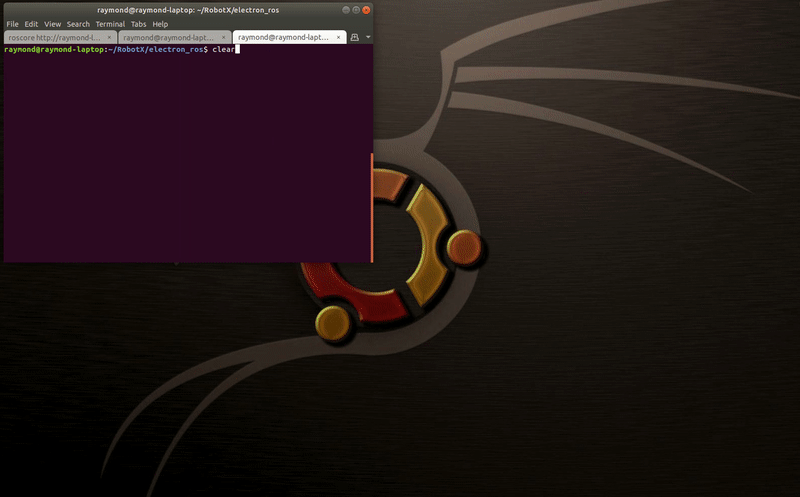 raymond@raymond-laptop: ~/RobotX/electron_ros
File Edit View Search Terminal Tabs Help
roscore http://raymond-l... × raymond@raymond-lapt... × raymond@raymond-lapt... ×
raymond@raymond-laptop:~/RobotX/electron_ros$ clear